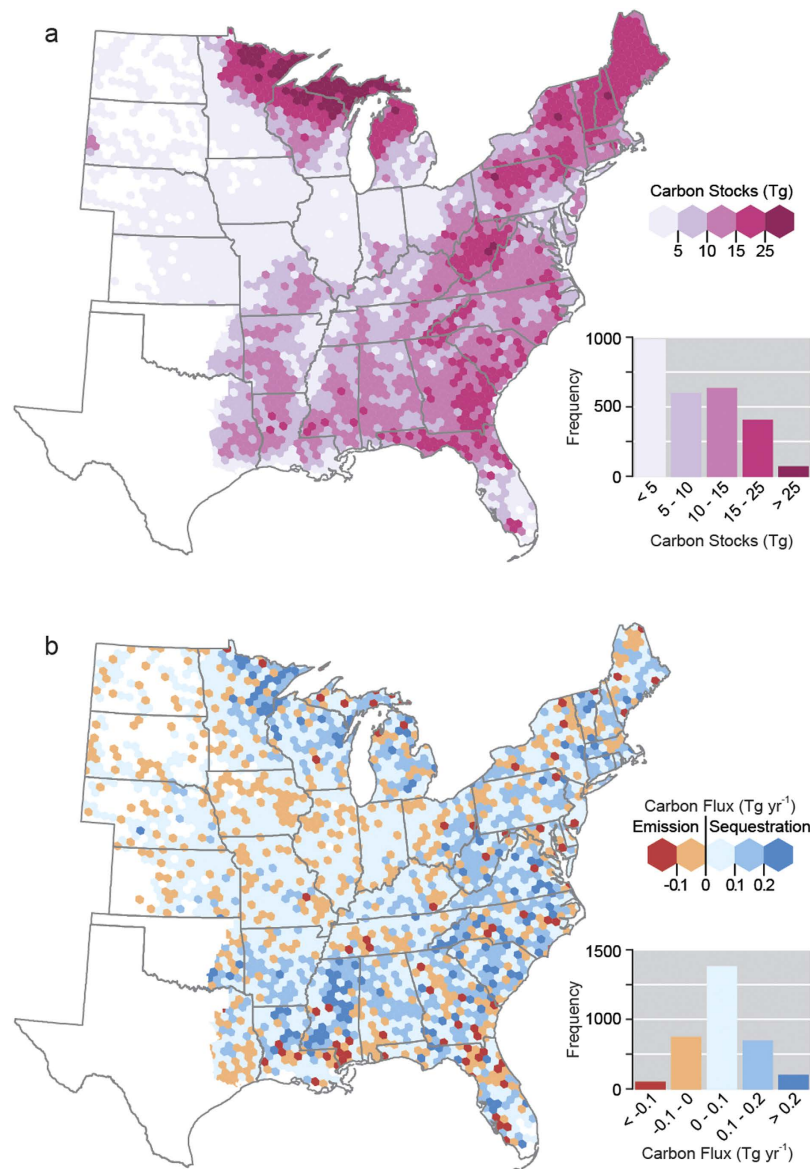 a
Carbon Stocks (Tg)
5 10 15 25
1000
500
0
Frequency
< 5
5 - 10
10 - 15
15 - 25
> 25
Carbon Stocks (Tg)
b
Carbon Flux (Tg yr⁻¹)
Emission Sequestration
-0.1 0 0.1 0.2
1500
1000
0
Frequency
< -0.1
-0.1 - 0
0 - 0.1
0.1 - 0.2
> 0.2
Carbon Flux (Tg yr⁻¹)